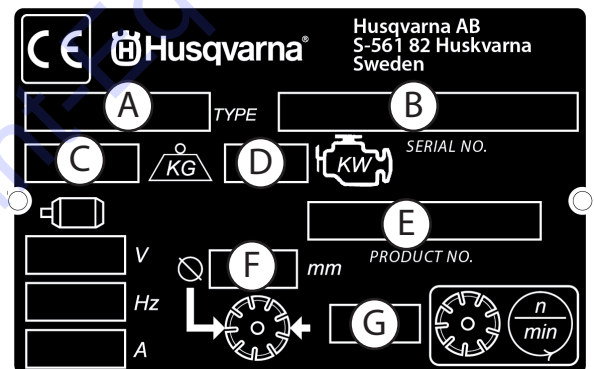 CE Husqvarna® Husqvarna AB
S-561 82 Huskvarna
Sweden
A TYPE B
SERIAL NO.
C KG D KW
E
PRODUCT NO.
V
F mm
Hz
G n
min
A